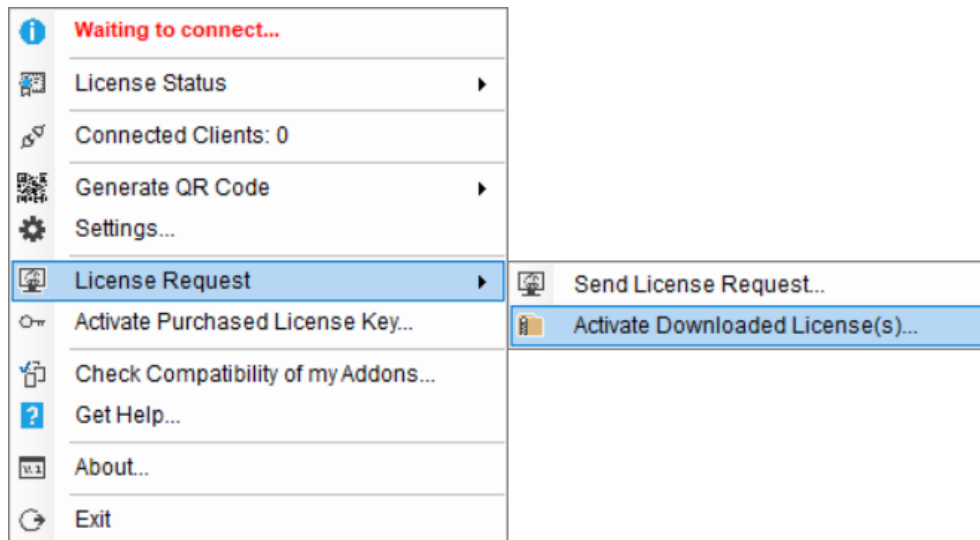 Waiting to connect...
License Status
Connected Clients: 0
Generate QR Code
Settings...
License Request
Send License Request...
Activate Purchased License Key...
Activate Downloaded License(s)...
Check Compatibility of my Addons...
Get Help...
About...
Exit